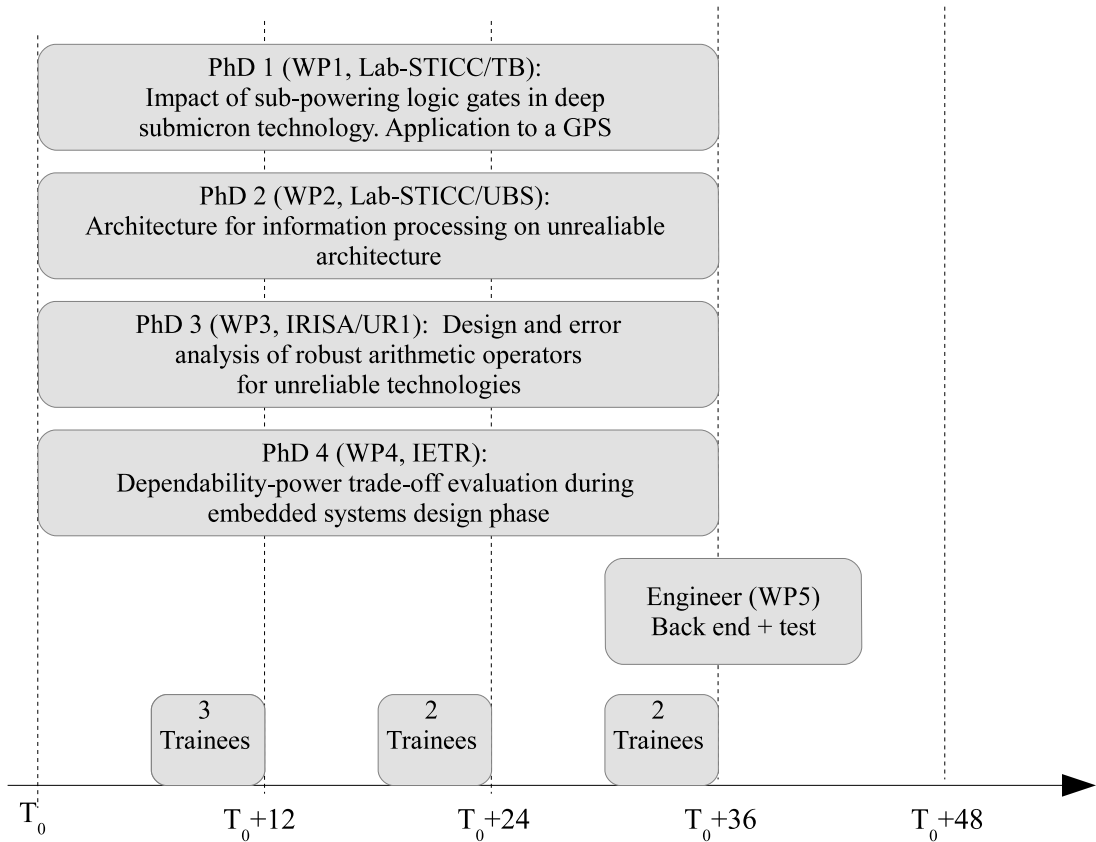 PhD 1 (WP1, Lab-STICC/TB):
Impact of sub-powering logic gates in deep
submicron technology. Application to a GPS
PhD 2 (WP2, Lab-STICC/UBS):
Architecture for information processing on unrealiable
architecture
PhD 3 (WP3, IRISA/UR1):  Design and error
analysis of robust arithmetic operators
for unreliable technologies
PhD 4 (WP4, IETR):
Dependability-power trade-off evaluation during
embedded systems design phase
Engineer (WP5)
Back end + test
3
Trainees
2
Trainees
2
Trainees
T0
T0+12
T0+24
T0+36
T0+48